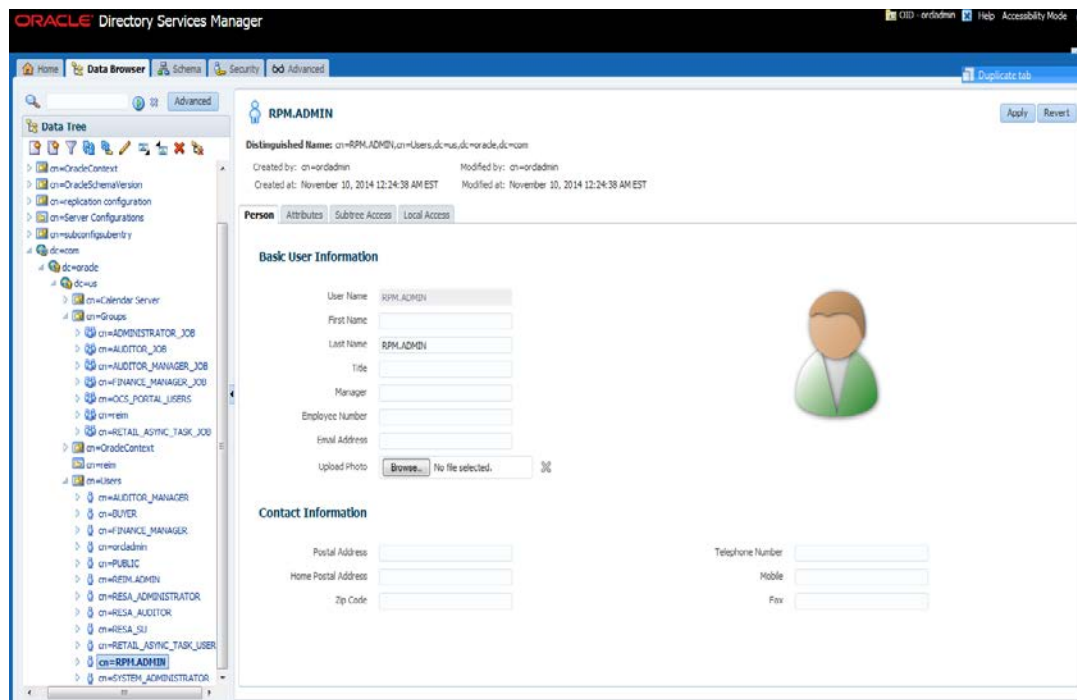 ORACLE Directory Services Manager
OID - orcladmin Help Accessibility Mode
Home Data Browser Schema Security Advanced
Duplicate tab
Advanced
Data Tree
cn=OracleContext
cn=OracleSchemaVersion
cn=replication configuration
cn=Server Configurations
cn=subconfigsubentry
dc=com
dc=oracle
dc=us
cn=Calendar Server
cn=Groups
cn=ADMINISTRATOR_JOB
cn=AUDITOR_JOB
cn=AUDITOR_MANAGER_JOB
cn=FINANCE_MANAGER_JOB
cn=OCS_PORTAL_USERS
cn=reim
cn=RETAIL_ASYNC_TASK_JOB
cn=OracleContext
cn=reim
cn=Users
cn=AUDITOR_MANAGER
cn=BUYER
cn=FINANCE_MANAGER
cn=orcladmin
cn=PUBLIC
cn=REIM.ADMIN
cn=RESA_ADMINISTRATOR
cn=RESA_AUDITOR
cn=RESA_SU
cn=RETAIL_ASYNC_TASK_USER
cn=RPM.ADMIN
cn=SYSTEM_ADMINISTRATOR
RPM.ADMIN
Apply Revert
Distinguished Name: cn=RPM.ADMIN,cn=Users,dc=us,dc=oracle,dc=com
Created by: cn=orcladmin Modified by: cn=orcladmin
Created at: November 10, 2014 12:24:38 AM EST Modified at: November 10, 2014 12:24:38 AM EST
Person Attributes Subtree Access Local Access
Basic User Information
User Name RPM.ADMIN
First Name
Last Name RPM.ADMIN
Title
Manager
Employee Number
Email Address
Upload Photo Browse... No file selected.
Contact Information
Postal Address
Home Postal Address
Zip Code
Telephone Number
Mobile
Fax